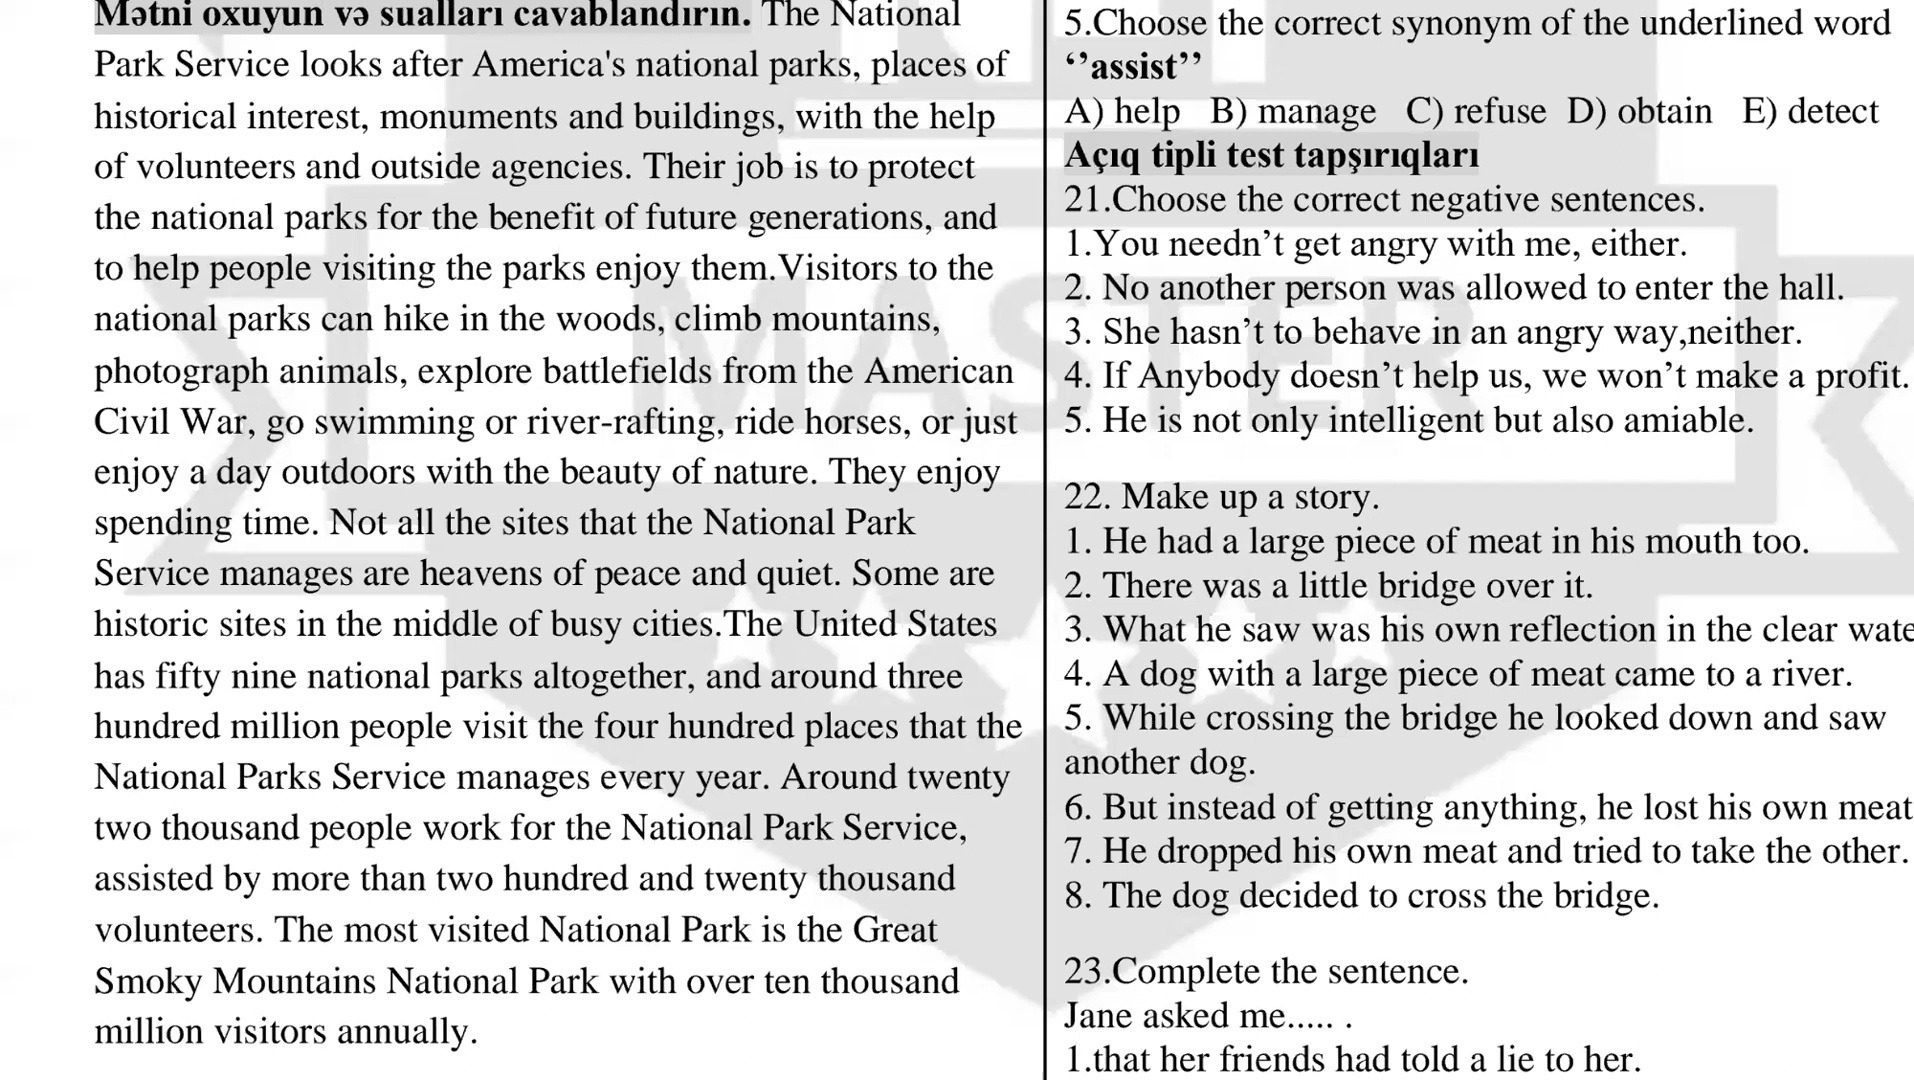 Mətni oxuyun və sualları cavablandırın. The National
Park Service looks after America's national parks, places of
historical interest, monuments and buildings, with the help
of volunteers and outside agencies. Their job is to protect
the national parks for the benefit of future generations, and
to help people visiting the parks enjoy them.Visitors to the
national parks can hike in the woods, climb mountains,
photograph animals, explore battlefields from the American
Civil War, go swimming or river-rafting, ride horses, or just
enjoy a day outdoors with the beauty of nature. They enjoy
spending time. Not all the sites that the National Park
Service manages are heavens of peace and quiet. Some are
historic sites in the middle of busy cities.The United States
has fifty nine national parks altogether, and around three
hundred million people visit the four hundred places that the
National Parks Service manages every year. Around twenty
two thousand people work for the National Park Service,
assisted by more than two hundred and twenty thousand
volunteers. The most visited National Park is the Great
Smoky Mountains National Park with over ten thousand
million visitors annually.
5.Choose the correct synonym of the underlined word
‘’assist’’
A) help B) manage C) refuse D) obtain E) detect
Açıq tipli test tapşırıqları
21.Choose the correct negative sentences.
1.You needn’t get angry with me, either.
2. No another person was allowed to enter the hall.
3. She hasn’t to behave in an angry way,neither.
4. If Anybody doesn’t help us, we won’t make a profit.
5. He is not only intelligent but also amiable.
22. Make up a story.
1. He had a large piece of meat in his mouth too.
2. There was a little bridge over it.
3. What he saw was his own reflection in the clear wate
4. A dog with a large piece of meat came to a river.
5. While crossing the bridge he looked down and saw
another dog.
6. But instead of getting anything, he lost his own meat
7. He dropped his own meat and tried to take the other.
8. The dog decided to cross the bridge.
23.Complete the sentence.
Jane asked me..... .
1.that her friends had told a lie to her.
MASTER